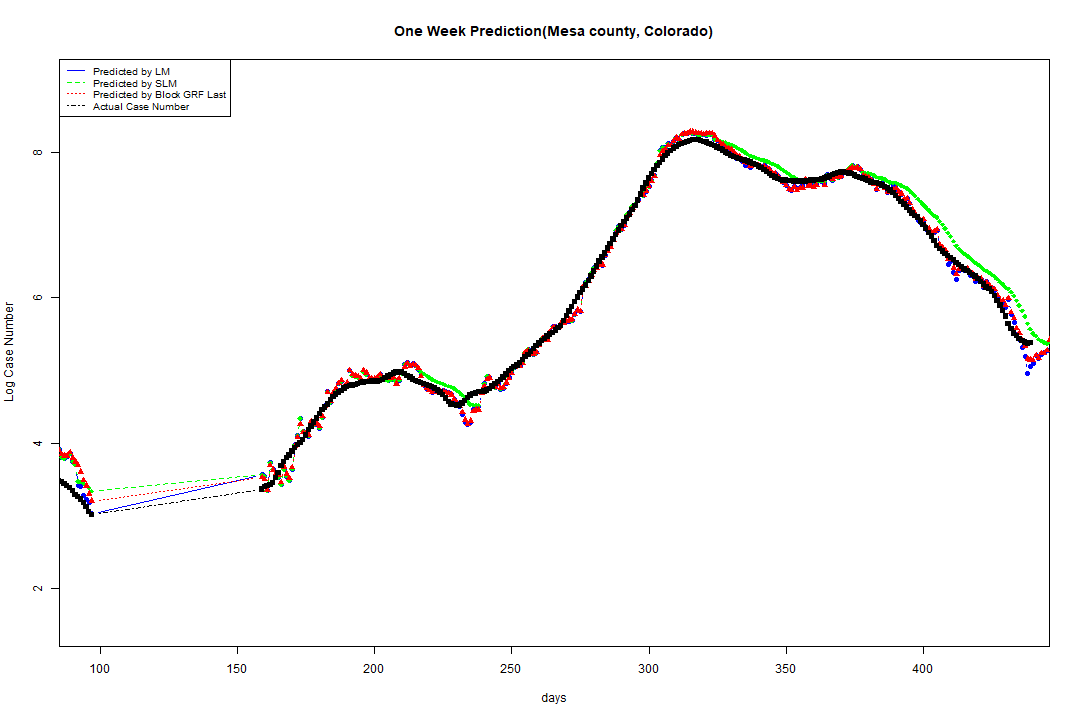 One Week Prediction(Mesa county, Colorado)
Predicted by LM
Predicted by SLM
Predicted by Block GRF Last
Actual Case Number
8
6
4
2
Log Case Number
100 150 200 250 300 350 400
days